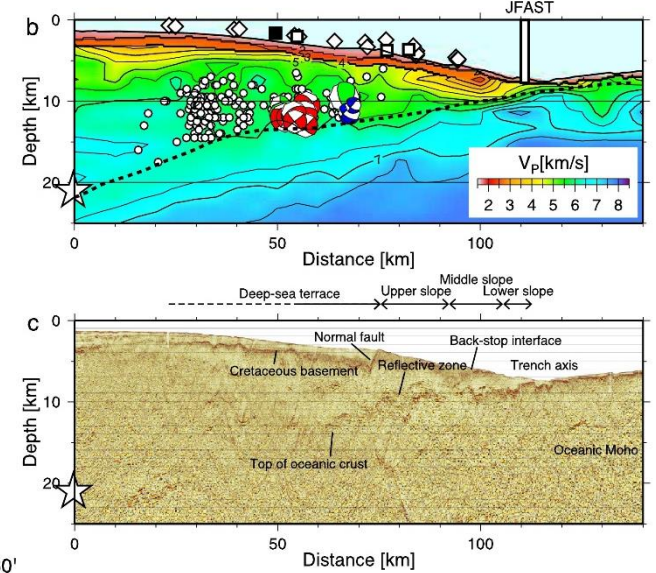 JFAST
b
0
10
20
Depth [km]
5
4
7
Vp[km/s]
2 3 4 5 6 7 8
0 50 100
Distance [km]
Middle slope
Deep-sea terrace Upper slope Lower slope
c
0
10
20
Depth [km]
Normal fault
Back-stop interface
Cretaceous basement
Reflective zone
Trench axis
Top of oceanic crust
Oceanic Moho
0 50 100
Distance [km]
0'